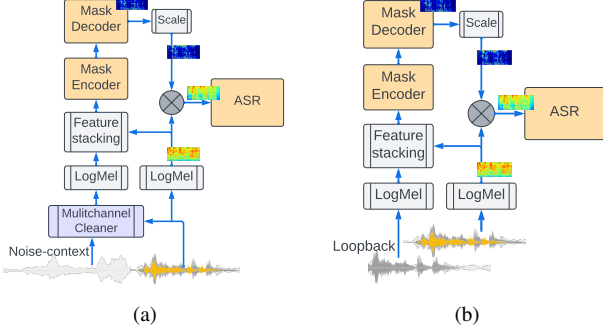 Mask
Decoder
Scale
Mask
Encoder
ASR
Feature
stacking
LogMel
LogMel
Mulitchannel
Cleaner
Noise-context
(a)
Mask
Decoder
Scale
Mask
Encoder
ASR
Feature
stacking
LogMel
LogMel
Loopback
(b)